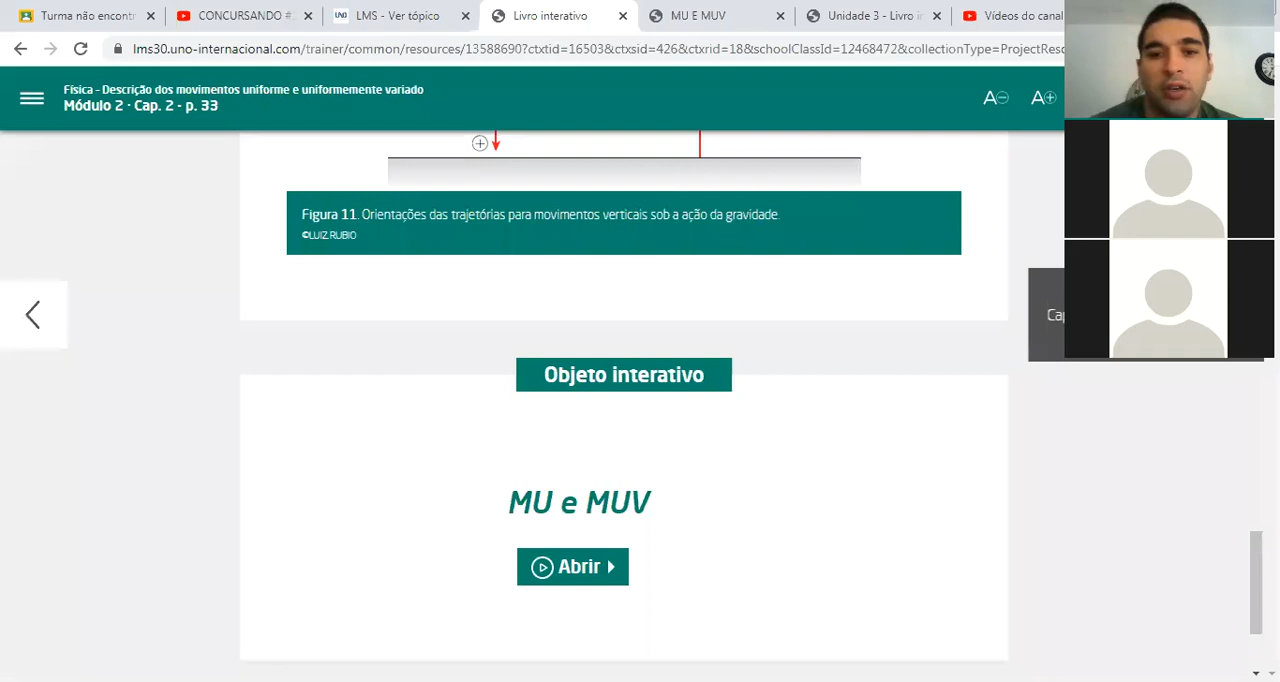 Turma não encont
CONCURSANDO #
LMS - Ver tópico
Livro interativo
MU E MUV
Unidade 3 - Livro i
Vídeos do canal
lms30.uno-internacional.com/trainer/common/resources/13588690?ctxtid=16503&ctxsid=426&ctxrid=18&schoolClassId=12468472&collectionType=ProjectReso
Física - Descrição dos movimentos uniforme e uniformemente variado
Módulo 2 · Cap. 2 - p. 33
A- A+
Figura 11. Orientações das trajetórias para movimentos verticais sob a ação da gravidade.
©LUIZ RUBIO
Cap
Objeto interativo
MU e MUV
Abrir